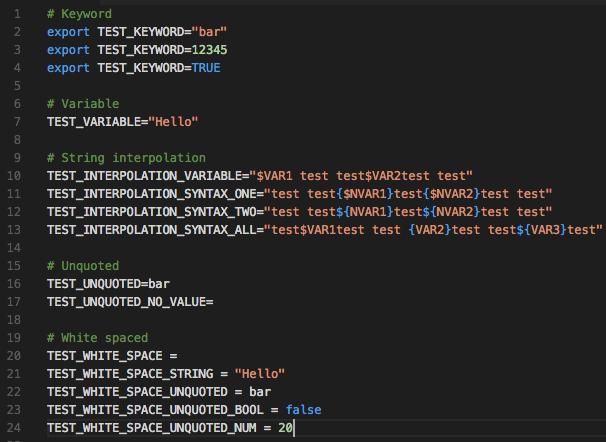 1 # Keyword
2 export TEST_KEYWORD="bar"
3 export TEST_KEYWORD=12345
4 export TEST_KEYWORD=TRUE
5
6 # Variable
7 TEST_VARIABLE="Hello"
8
9 # String interpolation
10 TEST_INTERPOLATION_VARIABLE="$VAR1 test test$VAR2test test"
11 TEST_INTERPOLATION_SYNTAX_ONE="test test{$NVAR1}test{$NVAR2}test test"
12 TEST_INTERPOLATION_SYNTAX_TWO="test test${NVAR1}test${NVAR2}test test"
13 TEST_INTERPOLATION_SYNTAX_ALL="test$VAR1test test {VAR2}test test${VAR3}test"
14
15 # Unquoted
16 TEST_UNQUOTED=bar
17 TEST_UNQUOTED_NO_VALUE=
18
19 # White spaced
20 TEST_WHITE_SPACE =
21 TEST_WHITE_SPACE_STRING = "Hello"
22 TEST_WHITE_SPACE_UNQUOTED = bar
23 TEST_WHITE_SPACE_UNQUOTED_BOOL = false
24 TEST_WHITE_SPACE_UNQUOTED_NUM = 20